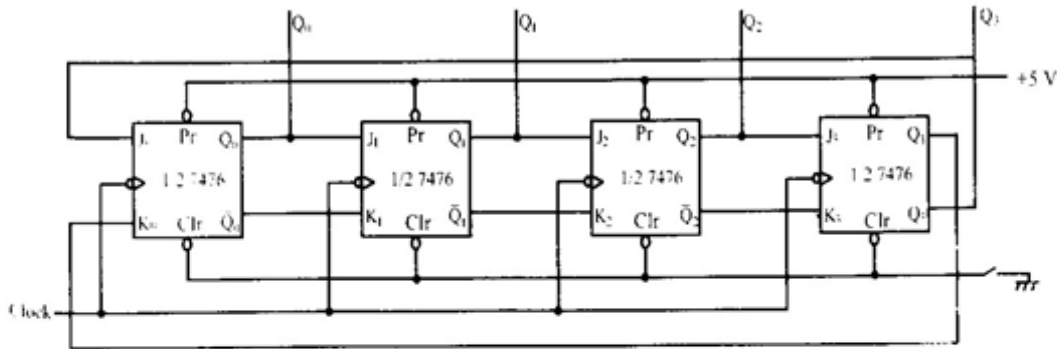 Q₀ Q₁ Q₂ Q₃
+5 V
Pr Q₀ J₁ Pr Q₁ J₂ Pr Q₂ J₃ Pr Q₃
1/2 7476 1/2 7476 1/2 7476 1/2 7476
K₀ Clr Q̄₀ K₁ Clr Q̄₁ K₂ Clr Q̄₂ K₃ Clr
Clock